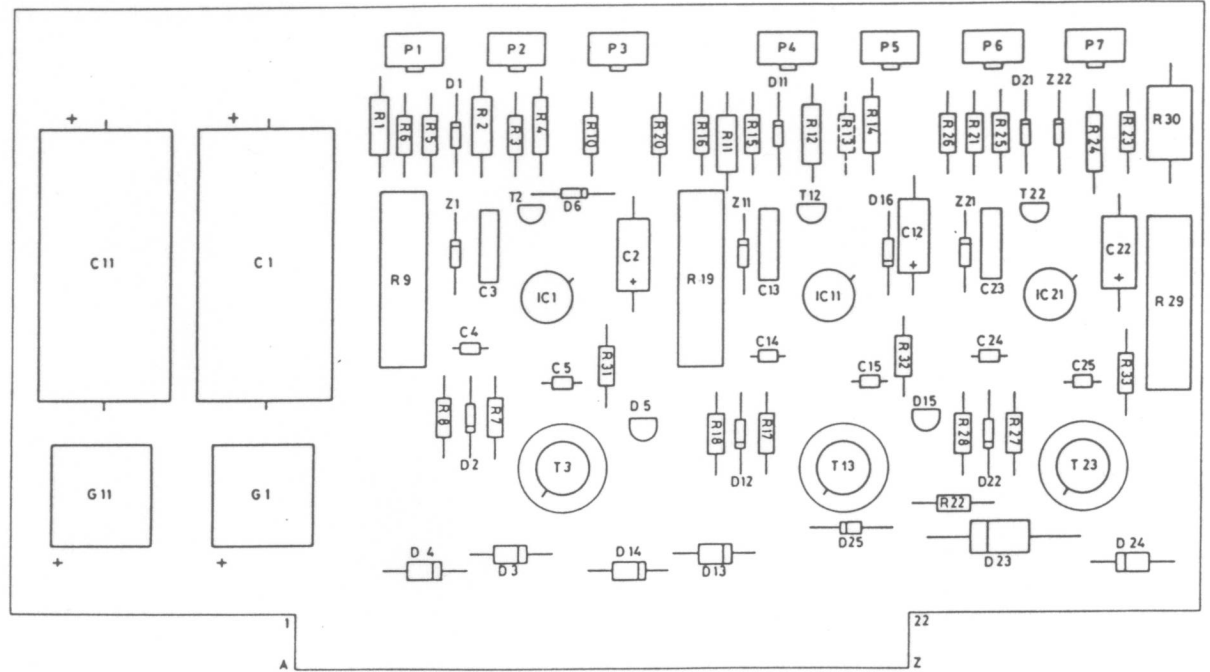 P1 P2 P3 P4 P5 P6 P7
D1 D11 D21 Z22
R1 R6 R5 R2 R3 R4 R10 R20 R16 R11 R15 R12 R13 R14 R26 R21 R25 R24 R23 R30
+ +
C11 C1
Z1 T2 D6 Z11 T12 D16 Z21 T22
R9 C3 IC1 C2 + R19 C13 IC11 C12 + C23 IC21 C22 + R29
C4 C5 R31 C14 C15 R32 C24 C25 R33
R8 D2 R7 D5 R18 D12 R17 D15 R28 D22 R27
G11 G1 T3 T13 T23
R22
+ +
D4 D3 D14 D13 D25 D23 D24
1 22
A Z